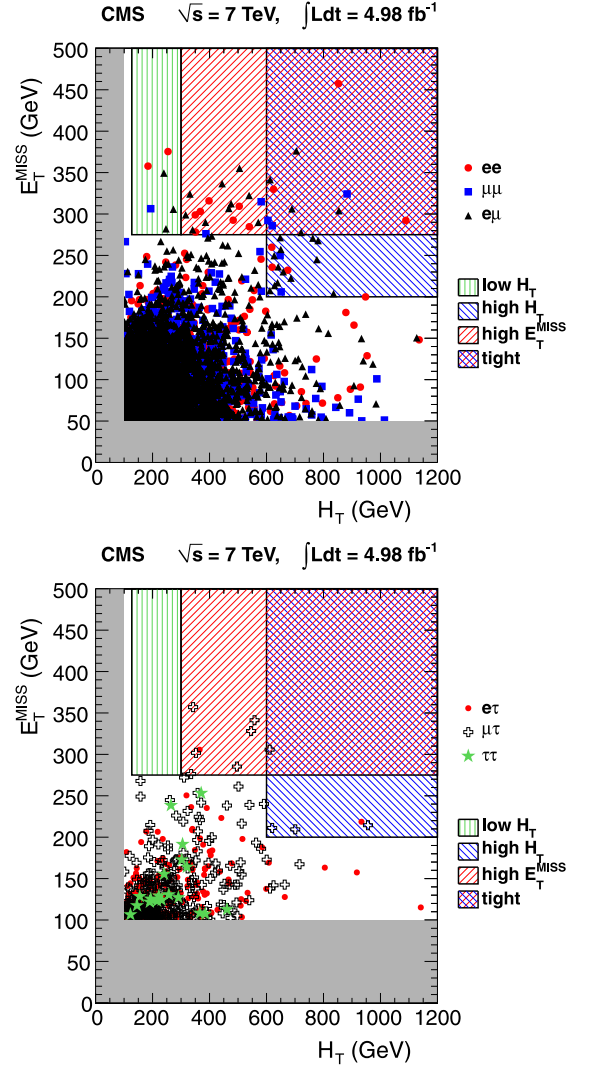 CMS √s = 7 TeV, ∫Ldt = 4.98 fb⁻¹
E_T^MISS (GeV)
500
450
400
350
300
250
200
150
100
50
0
0 200 400 600 800 1000 1200
H_T (GeV)
ee
μμ
eμ
low H_T
high H_T
high E_T^MISS
tight
CMS √s = 7 TeV, ∫Ldt = 4.98 fb⁻¹
E_T^MISS (GeV)
500
450
400
350
300
250
200
150
100
50
0
0 200 400 600 800 1000 1200
H_T (GeV)
eτ
μτ
ττ
low H_T
high H_T
high E_T^MISS
tight